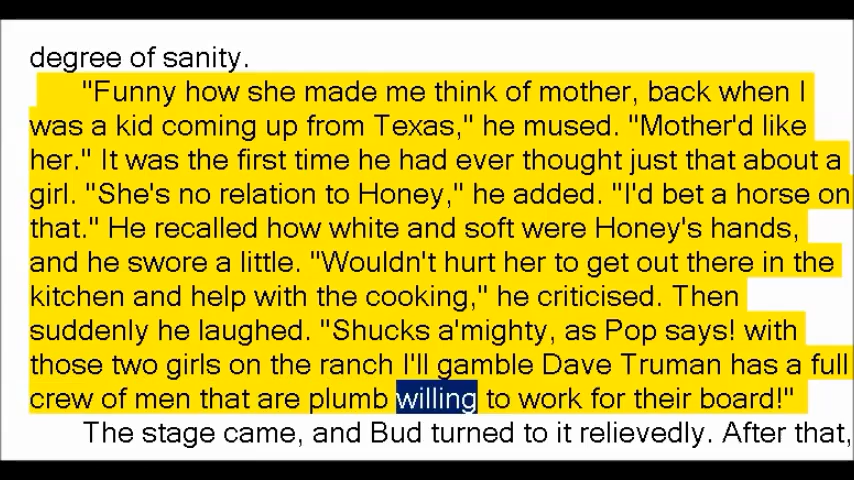 degree of sanity.
"Funny how she made me think of mother, back when I
was a kid coming up from Texas," he mused. "Mother'd like
her." It was the first time he had ever thought just that about a
girl. "She's no relation to Honey," he added. "I'd bet a horse on
that." He recalled how white and soft were Honey's hands,
and he swore a little. "Wouldn't hurt her to get out there in the
kitchen and help with the cooking," he criticised. Then
suddenly he laughed. "Shucks a'mighty, as Pop says! with
those two girls on the ranch I'll gamble Dave Truman has a full
crew of men that are plumb willing to work for their board!"
The stage came, and Bud turned to it relievedly. After that,